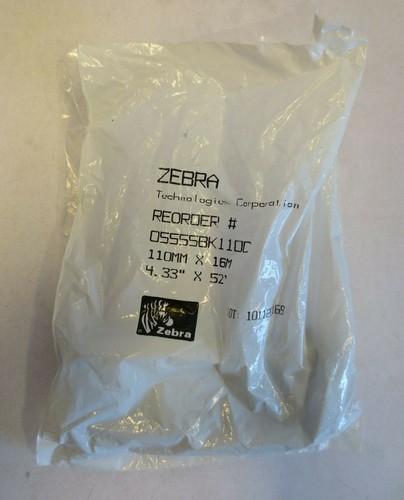 ZEBRA
Technologies Corporation
REORDER #
05555BK110C
110MM X 16M
4.33" X 52'
Zebra